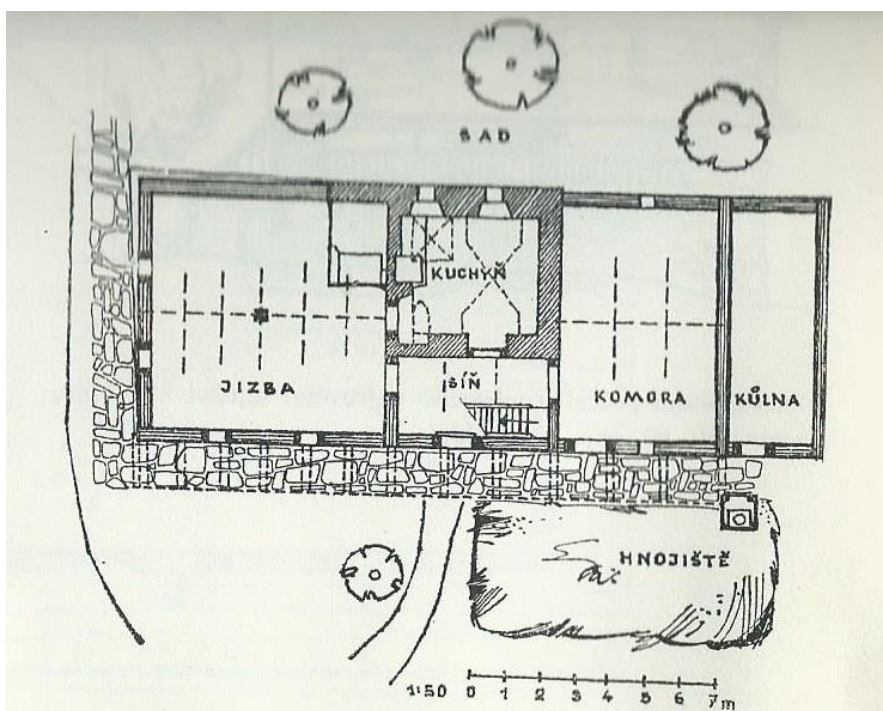 SAD
KUCHYŇ
JIZBA
SÍŇ
KOMORA
KŮLNA
HNOJIŠTĚ
1:50 0 1 2 3 4 5 6 7 m